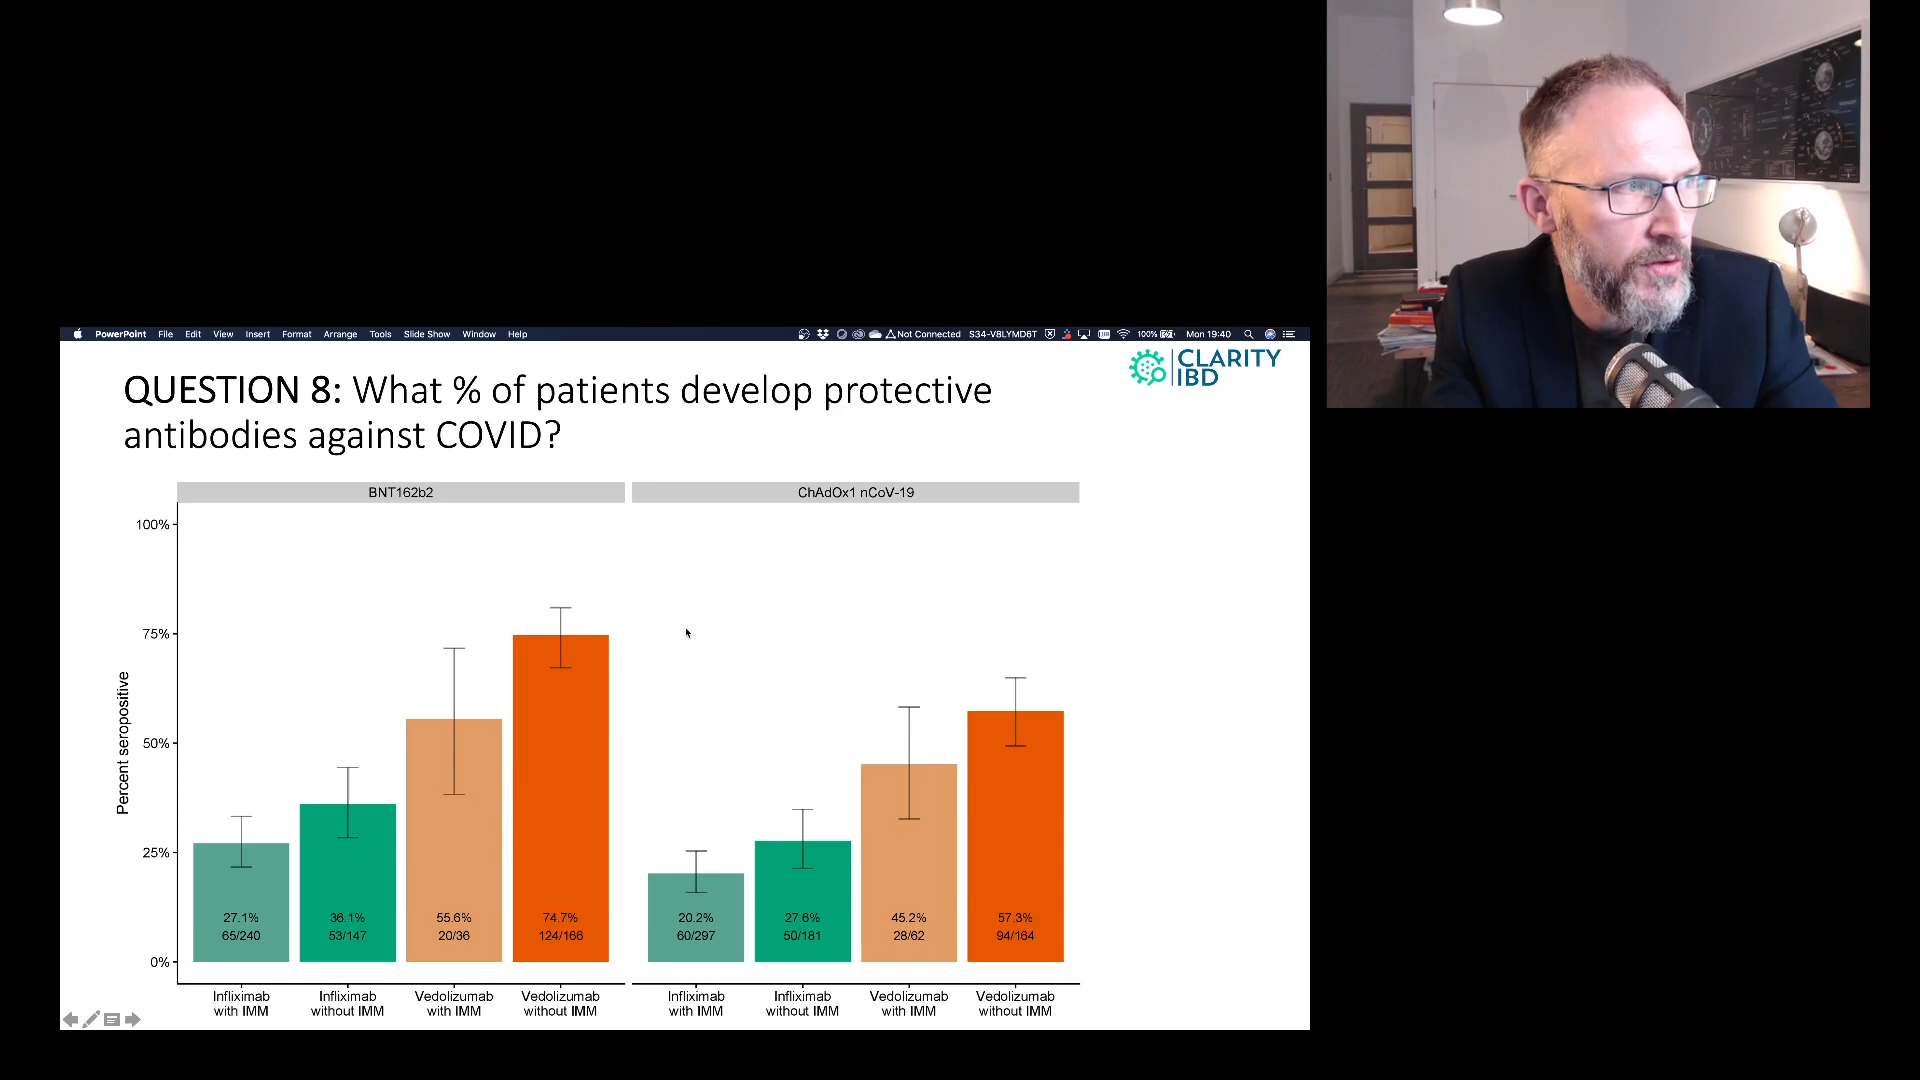 PowerPoint File Edit View Insert Format Arrange Tools Slide Show Window Help Not Connected S34-V8LYMD6T 100% Mon 19:40
CLARITY
IBD
QUESTION 8: What % of patients develop protective
antibodies against COVID?
BNT162b2
ChAdOx1 nCoV-19
Percent seropositive
100%
75%
50%
25%
0%
27.1%
65/240
36.1%
53/147
55.6%
20/36
74.7%
124/166
20.2%
60/297
27.6%
50/181
45.2%
28/62
57.3%
94/164
Infliximab
with IMM
Infliximab
without IMM
Vedolizumab
with IMM
Vedolizumab
without IMM
Infliximab
with IMM
Infliximab
without IMM
Vedolizumab
with IMM
Vedolizumab
without IMM